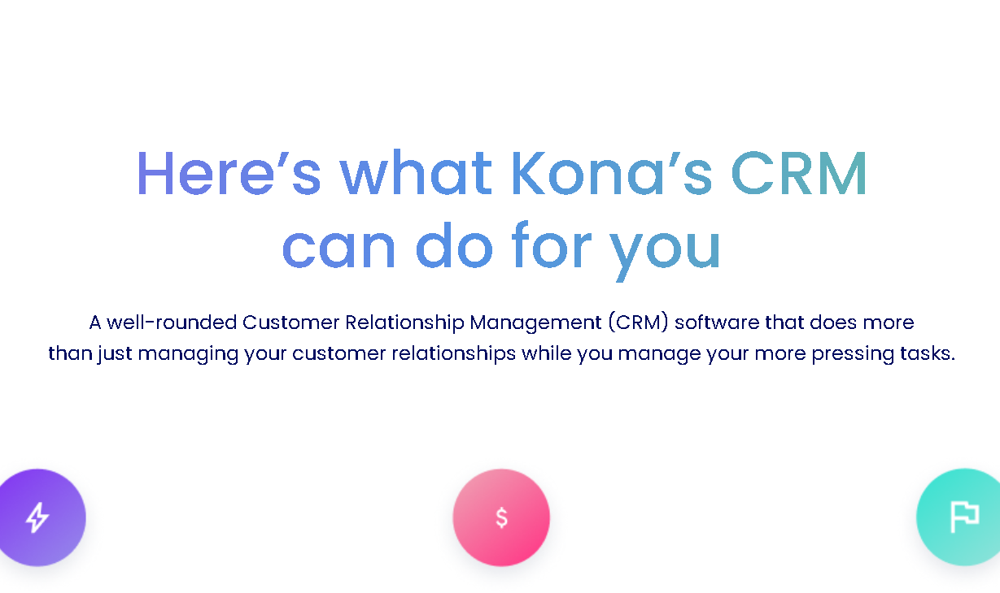 Here’s what Kona’s CRM
can do for you
A well-rounded Customer Relationship Management (CRM) software that does more
than just managing your customer relationships while you manage your more pressing tasks.
$